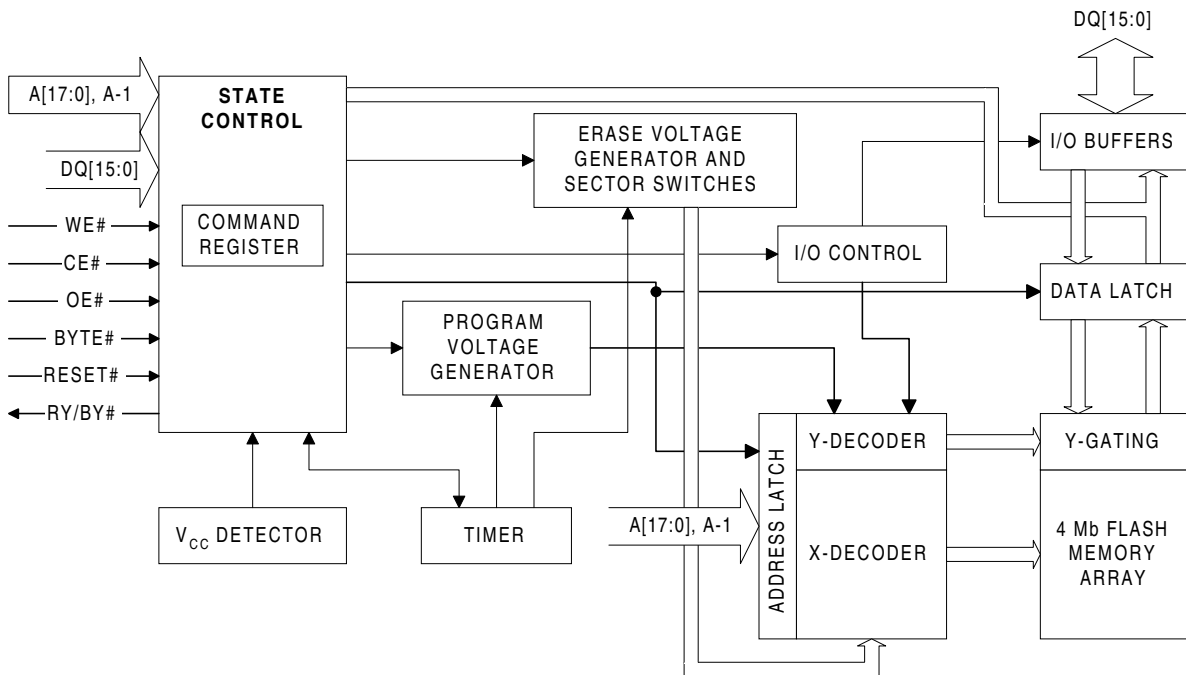 DQ[15:0]
A[17:0], A-1
STATE
CONTROL
ERASE VOLTAGE
GENERATOR AND
SECTOR SWITCHES
I/O BUFFERS
DQ[15:0]
WE#
COMMAND
REGISTER
CE#
I/O CONTROL
OE#
DATA LATCH
PROGRAM
VOLTAGE
GENERATOR
BYTE#
RESET#
RY/BY#
Y-DECODER
Y-GATING
ADDRESS LATCH
VCC DETECTOR
TIMER
A[17:0], A-1
X-DECODER
4 Mb FLASH
MEMORY
ARRAY